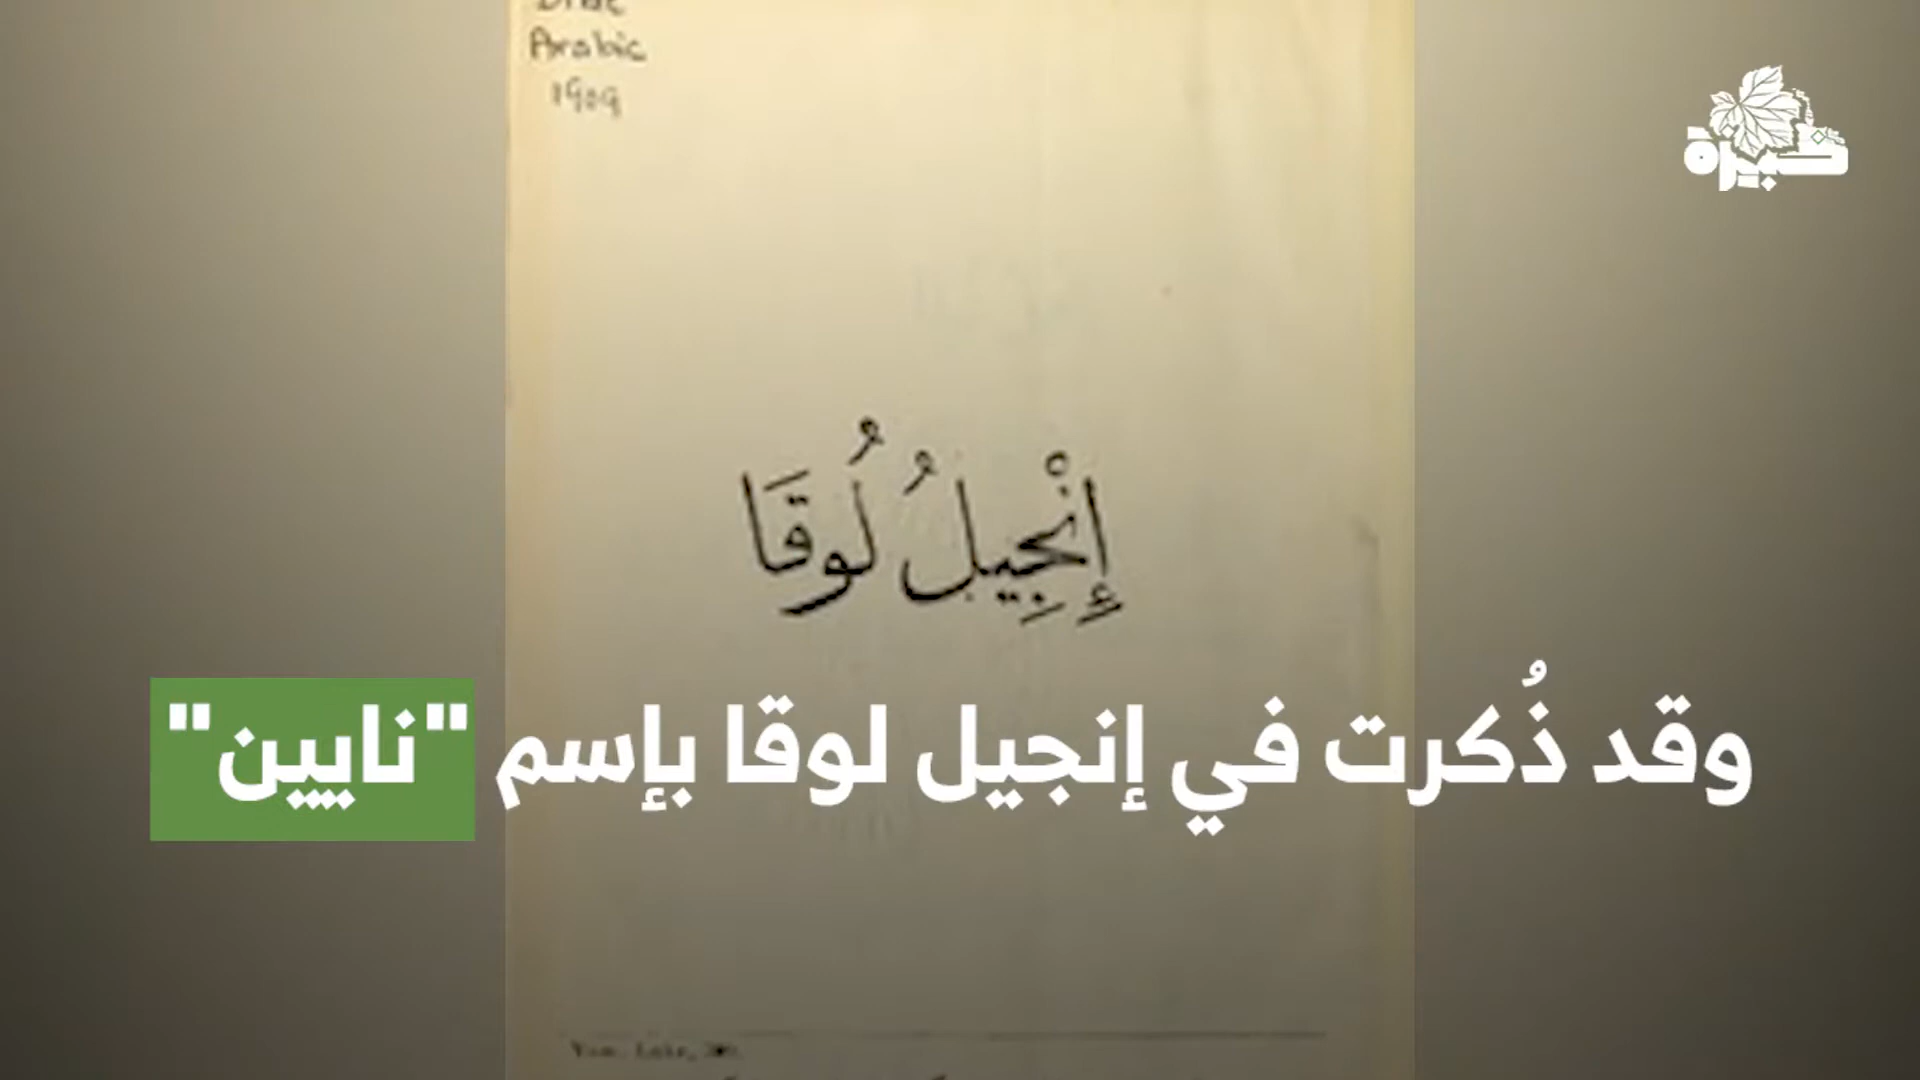 Arabic
1909
خبيزة
إِنْجِيلُ لُوقَا
وقد ذُكرت في إنجيل لوقا بإسم "نايين"